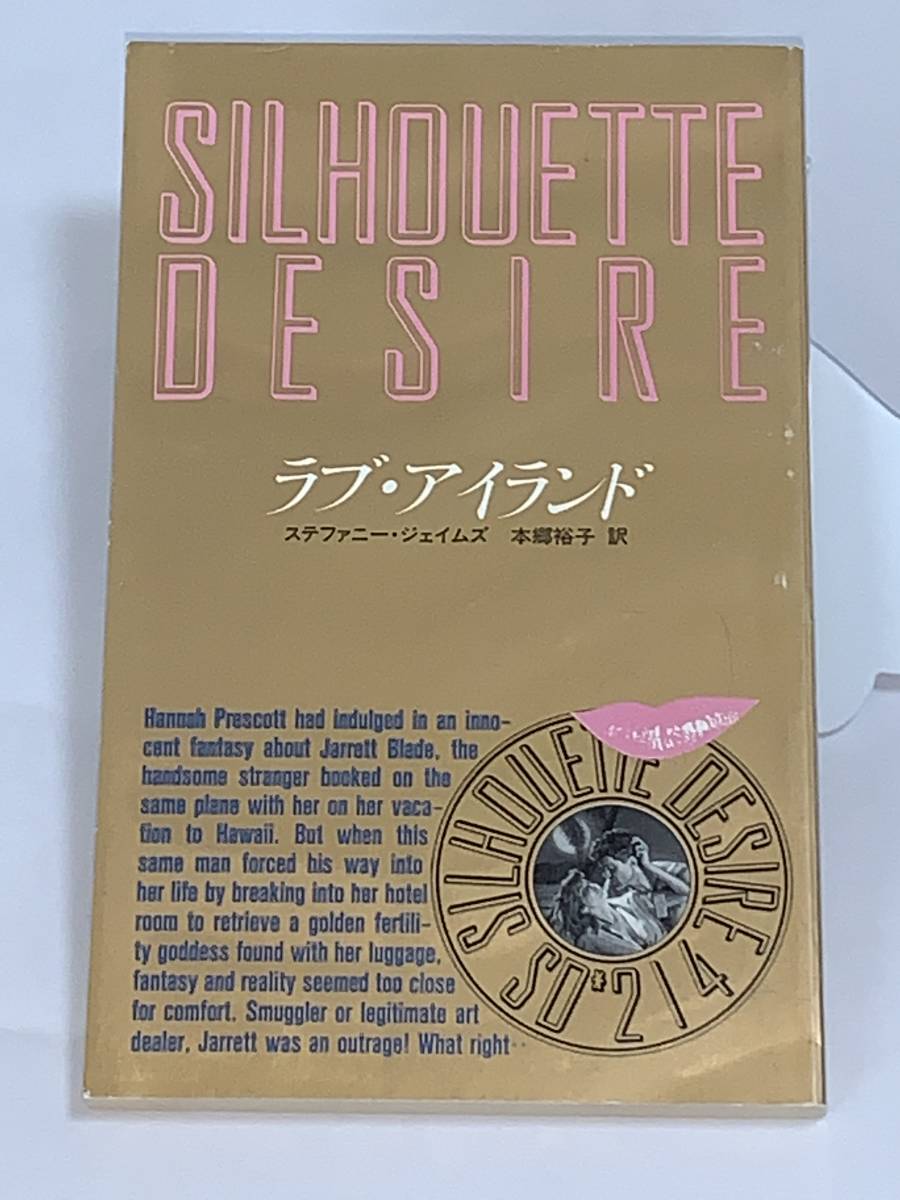 SILHOUETTE
DESIRE
ラブ・アイランド
ステファニー・ジェイムズ 本郷裕子 訳
Hannah Prescott had indulged in an inno-
cent fantasy about Jarrett Blade, the
handsome stranger booked on the
same plane with her on her vaca-
tion to Hawaii. But when this
same man forced his way into
her life by breaking into her hotel
room to retrieve a golden fertili-
ty goddess found with her luggage,
fantasy and reality seemed too close
for comfort. Smuggler or legitimate art
dealer, Jarrett was an outrage! What right··
SILHOUETTE DESIRE
SD#214